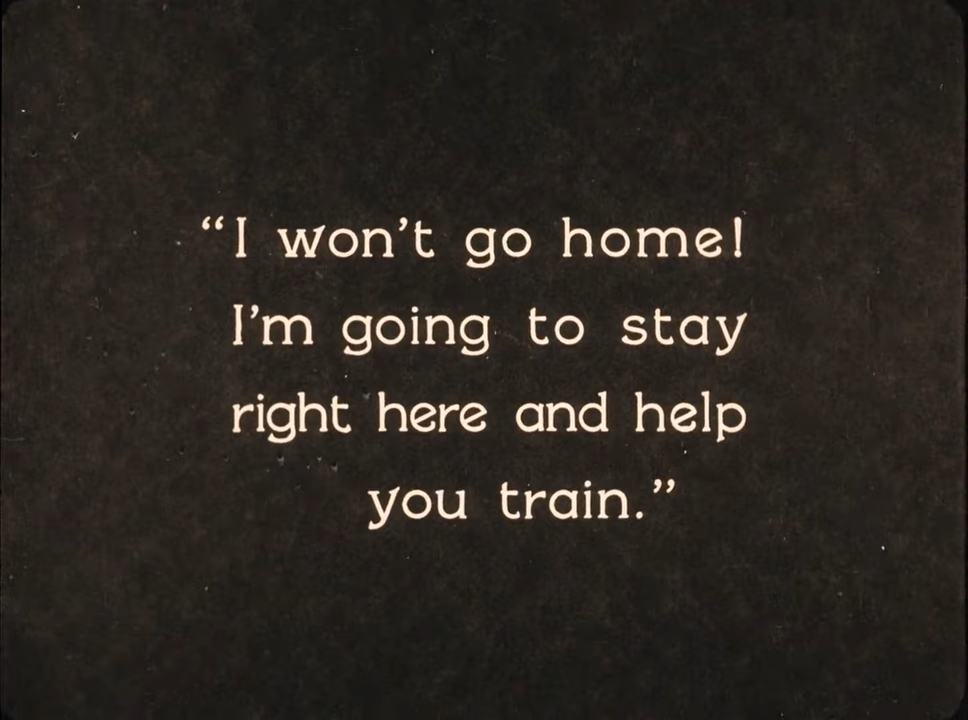 “I won’t go home!
I’m going to stay
right here and help
you train.”